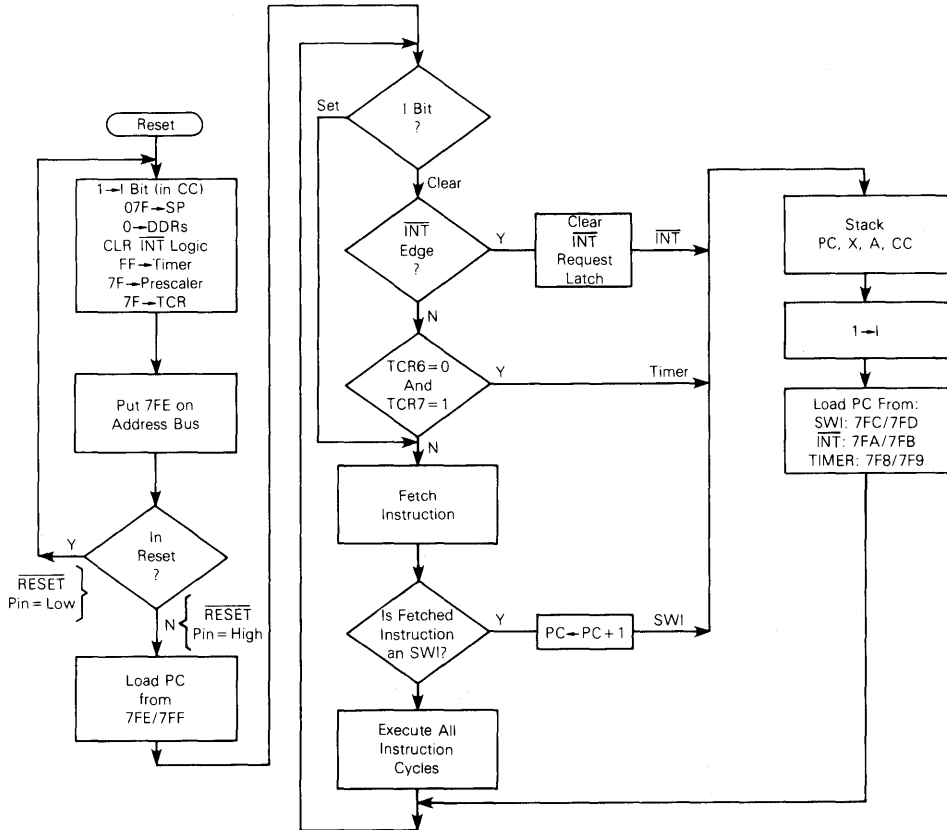 Reset
1→I Bit (in CC)
07F→SP
0→DDRs
CLR INT Logic
FF→Timer
7F→Prescaler
7F→TCR
Put 7FE on
Address Bus
In
Reset
?
Y
RESET
Pin = Low
N
RESET
Pin = High
Load PC
from
7FE/7FF
I Bit
?
Set
Clear
INT
Edge
?
Y
Clear
INT
Request
Latch
INT
N
TCR6 = 0
And
TCR7 = 1
Y
Timer
N
Fetch
Instruction
Is Fetched
Instruction
an SWI?
Y
PC←PC + 1
SWI
Execute All
Instruction
Cycles
Stack
PC, X, A, CC
1→I
Load PC From:
SWI: 7FC/7FD
INT: 7FA/7FB
TIMER: 7F8/7F9